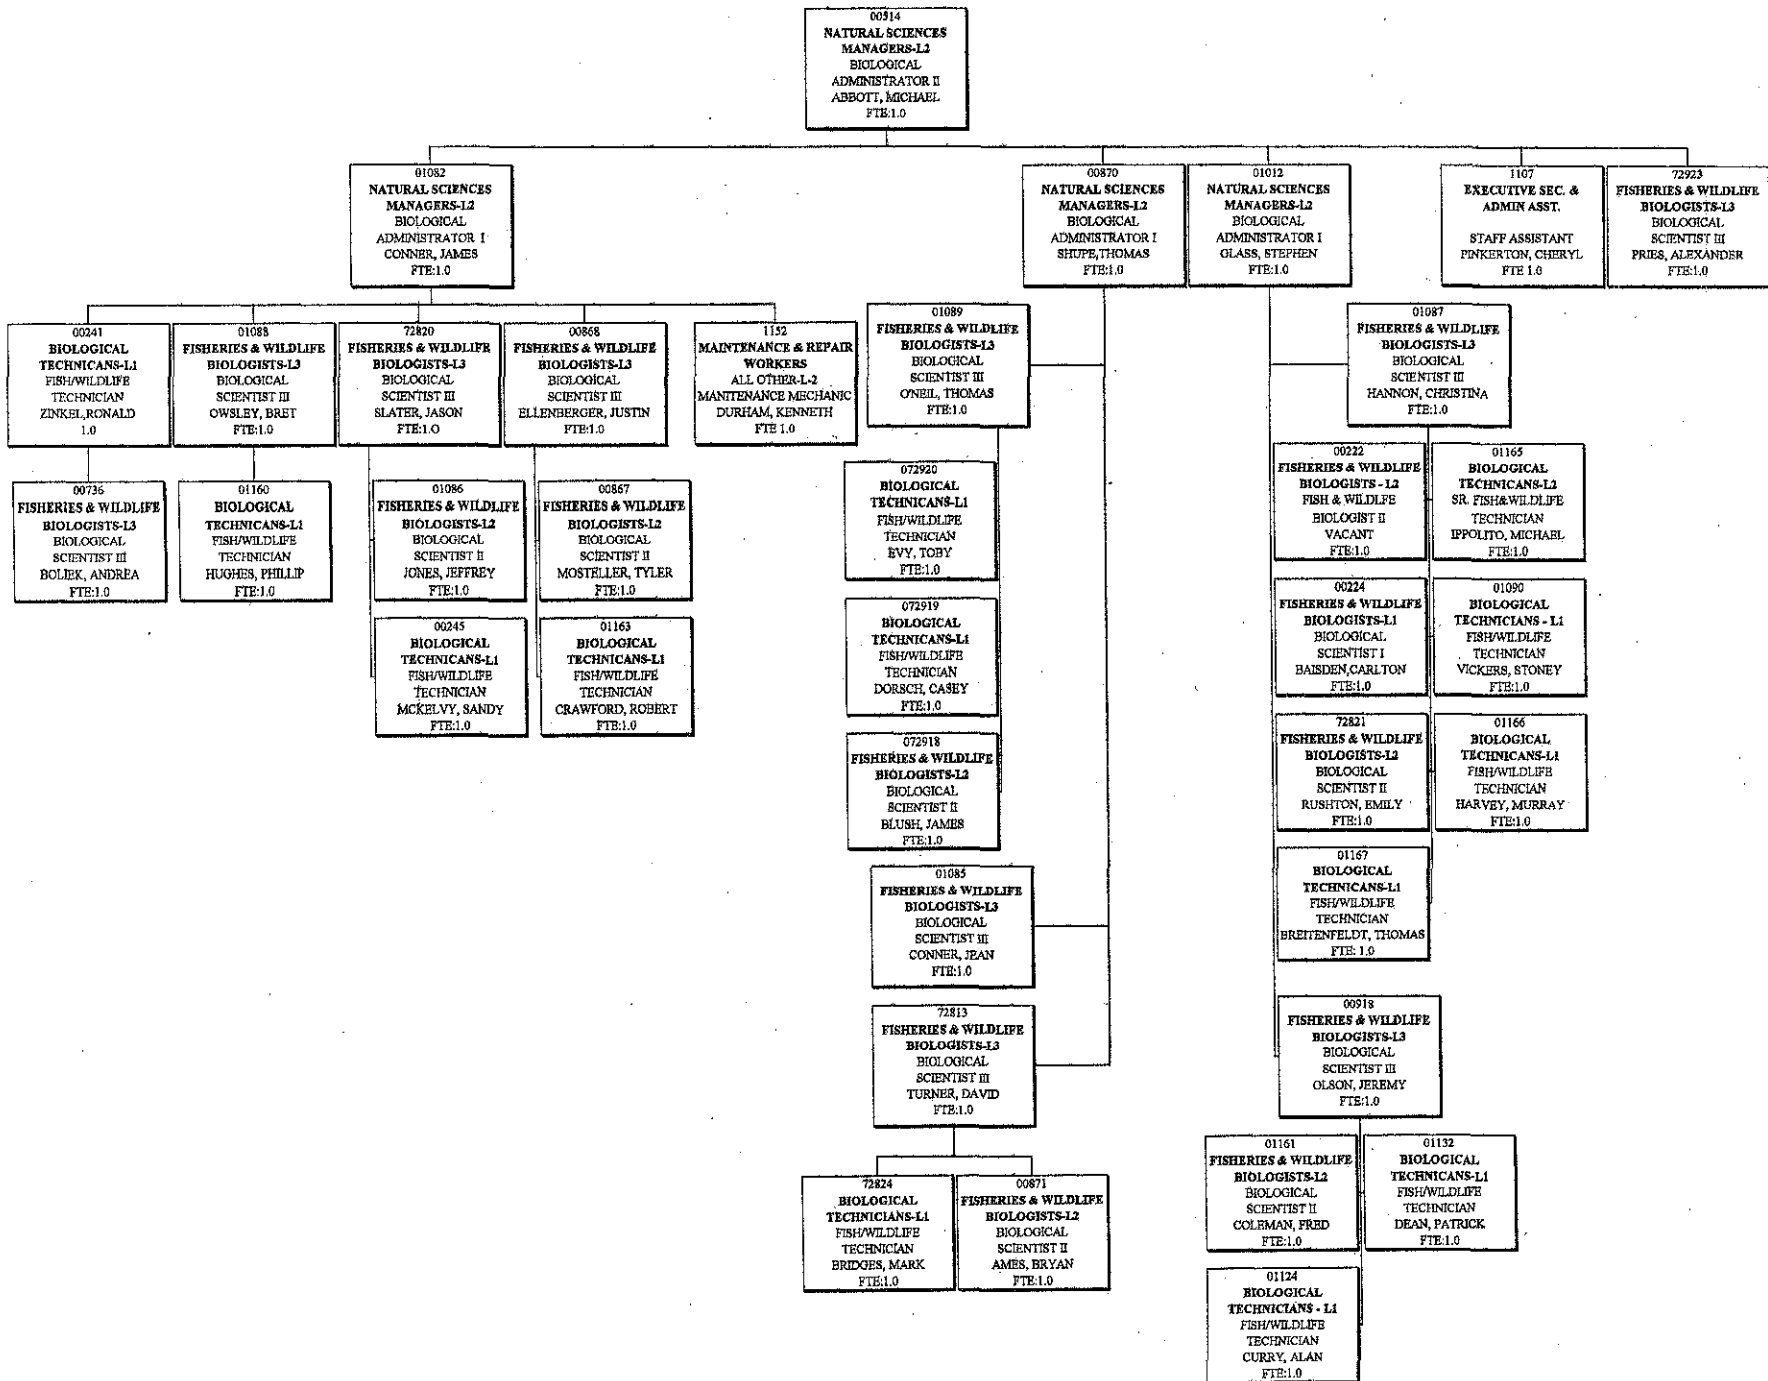 00514
NATURAL SCIENCES
MANAGERS-L2
BIOLOGICAL
ADMINISTRATOR II
ABBOTT, MICHAEL
FTE:1.0
01082
NATURAL SCIENCES
MANAGERS-L2
BIOLOGICAL
ADMINISTRATOR I
CONNER, JAMES
FTE:1.0
00870
NATURAL SCIENCES
MANAGERS-L2
BIOLOGICAL
ADMINISTRATOR I
SHUPE,THOMAS
FTE:1.0
01012
NATURAL SCIENCES
MANAGERS-L2
BIOLOGICAL
ADMINISTRATOR I
GLASS, STEPHEN
FTE:1.0
1107
EXECUTIVE SEC. &
ADMIN ASST.
STAFF ASSISTANT
PINKERTON, CHERYL
FTE 1.0
72923
FISHERIES & WILDLIFE
BIOLOGISTS-L3
BIOLOGICAL
SCIENTIST III
PRIES, ALEXANDER
FTE:1.0
00241
BIOLOGICAL
TECHNICANS-L1
FISH/WILDLIFE
TECHNICIAN
ZINKEL,RONALD
1.0
01088
FISHERIES & WILDLIFE
BIOLOGISTS-L3
BIOLOGICAL
SCIENTIST III
OWSLEY, BRET
FTE:1.0
72820
FISHERIES & WILDLIFE
BIOLOGISTS-L3
BIOLOGICAL
SCIENTIST III
SLATER, JASON
FTE:1.O
00868
FISHERIES & WILDLIFE
BIOLOGISTS-L3
BIOLOGICAL
SCIENTIST III
ELLENBERGER, JUSTIN
FTE:1.0
1152
MAINTENANCE & REPAIR
WORKERS
ALL OTHER-L-2
MANITENANCE MECHANIC
DURHAM, KENNETH
FTE 1.0
01089
FISHERIES & WILDLIFE
BIOLOGISTS-L3
BIOLOGICAL
SCIENTIST III
O'NEIL, THOMAS
FTE:1.0
01087
FISHERIES & WILDLIFE
BIOLOGISTS-L3
BIOLOGICAL
SCIENTIST III
HANNON, CHRISTINA
FTE:1.0
00736
FISHERIES & WILDLIFE
BIOLOGISTS-L3
BIOLOGICAL
SCIENTIST III
BOLIEK, ANDREA
FTE:1.0
01160
BIOLOGICAL
TECHNICANS-L1
FISH/WILDLIFE
TECHNICIAN
HUGHES, PHILLIP
FTE:1.0
01086
FISHERIES & WILDLIFE
BIOLOGISTS-L2
BIOLOGICAL
SCIENTIST II
JONES, JEFFREY
FTE:1.0
00867
FISHERIES & WILDLIFE
BIOLOGISTS-L2
BIOLOGICAL
SCIENTIST II
MOSTELLER, TYLER
FTE:1.0
00245
BIOLOGICAL
TECHNICANS-L1
FISH/WILDLIFE
TECHNICIAN
MCKELVY, SANDY
FTE:1.0
01163
BIOLOGICAL
TECHNICANS-L1
FISH/WILDLIFE
TECHNICIAN
CRAWFORD, ROBERT
FTE:1.0
072920
BIOLOGICAL
TECHNICANS-L1
FISH/WILDLIFE
TECHNICIAN
EVY, TOBY
FTE:1.0
072919
BIOLOGICAL
TECHNICANS-L1
FISH/WILDLIFE
TECHNICIAN
DORSCH, CASEY
FTE:1.0
072918
FISHERIES & WILDLIFE
BIOLOGISTS-L2
BIOLOGICAL
SCIENTIST II
BLUSH, JAMES
FTE:1.0
01085
FISHERIES & WILDLIFE
BIOLOGISTS-L3
BIOLOGICAL
SCIENTIST III
CONNER, JEAN
FTE:1.0
72813
FISHERIES & WILDLIFE
BIOLOGISTS-L3
BIOLOGICAL
SCIENTIST III
TURNER, DAVID
FTE:1.0
72824
BIOLOGICAL
TECHNICIANS-L1
FISH/WILDLIFE
TECHNICIAN
BRIDGES, MARK
FTE:1.0
00871
FISHERIES & WILDLIFE
BIOLOGISTS-L2
BIOLOGICAL
SCIENTIST II
AMES, BRYAN
FTE:1.0
00222
FISHERIES & WILDLIFE
BIOLOGISTS - L2
FISH & WILDLFE
BIOLOGIST II
VACANT
FTE:1.0
01165
BIOLOGICAL
TECHNICANS-L2
SR. FISH&WILDLIFE
TECHNICIAN
IPPOLITO, MICHAEL
FTE:1.0
00224
FISHERIES & WILDLIFE
BIOLOGISTS-L1
BIOLOGICAL
SCIENTIST I
BAISDEN,CARLTON
FTE:1.0
01090
BIOLOGICAL
TECHNICIANS - L1
FISH/WILDLIFE
TECHNICIAN
VICKERS, STONEY
FTE:1.0
72821
FISHERIES & WILDLIFE
BIOLOGISTS-L2
BIOLOGICAL
SCIENTIST II
RUSHTON, EMILY
FTE:1.0
01166
BIOLOGICAL
TECHNICANS-L1
FISH/WILDLIFE
TECHNICIAN
HARVEY, MURRAY
FTE:1.0
01167
BIOLOGICAL
TECHNICANS-L1
FISH/WILDLIFE
TECHNICIAN
BREITENFELDT, THOMAS
FTE: 1.0
00918
FISHERIES & WILDLIFE
BIOLOGISTS-L3
BIOLOGICAL
SCIENTIST III
OLSON, JEREMY
FTE:1.0
01161
FISHERIES & WILDLIFE
BIOLOGISTS-L2
BIOLOGICAL
SCIENTIST II
COLEMAN, FRED
FTE:1.0
01132
BIOLOGICAL
TECHNICANS-L1
FISH/WILDLIFE
TECHNICIAN
DEAN, PATRICK
FTE:1.0
01124
BIOLOGICAL
TECHNICIANS - L1
FISH/WILDLIFE
TECHNICIAN
CURRY, ALAN
FTE:1.0